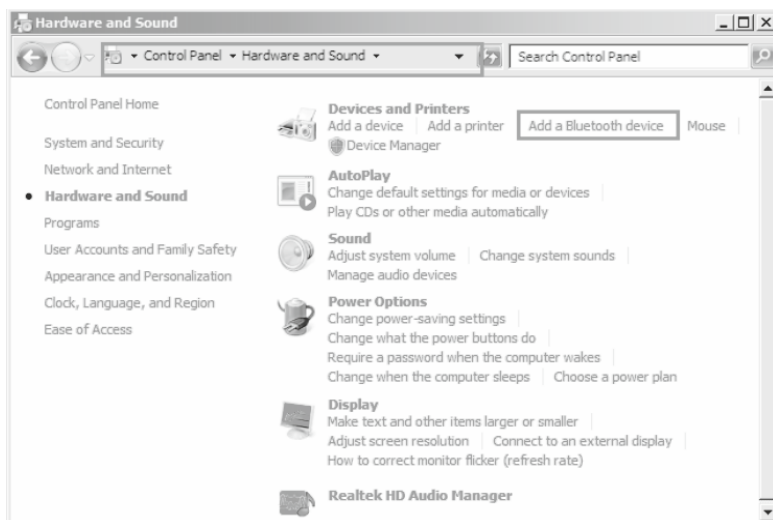 Hardware and Sound
Control Panel Hardware and Sound
Search Control Panel
Control Panel Home
System and Security
Network and Internet
Hardware and Sound
Programs
User Accounts and Family Safety
Appearance and Personalization
Clock, Language, and Region
Ease of Access
Devices and Printers
Add a device Add a printer Add a Bluetooth device Mouse
Device Manager
AutoPlay
Change default settings for media or devices
Play CDs or other media automatically
Sound
Adjust system volume Change system sounds
Manage audio devices
Power Options
Change power-saving settings
Change what the power buttons do
Require a password when the computer wakes
Change when the computer sleeps Choose a power plan
Display
Make text and other items larger or smaller
Adjust screen resolution Connect to an external display
How to correct monitor flicker (refresh rate)
Realtek HD Audio Manager